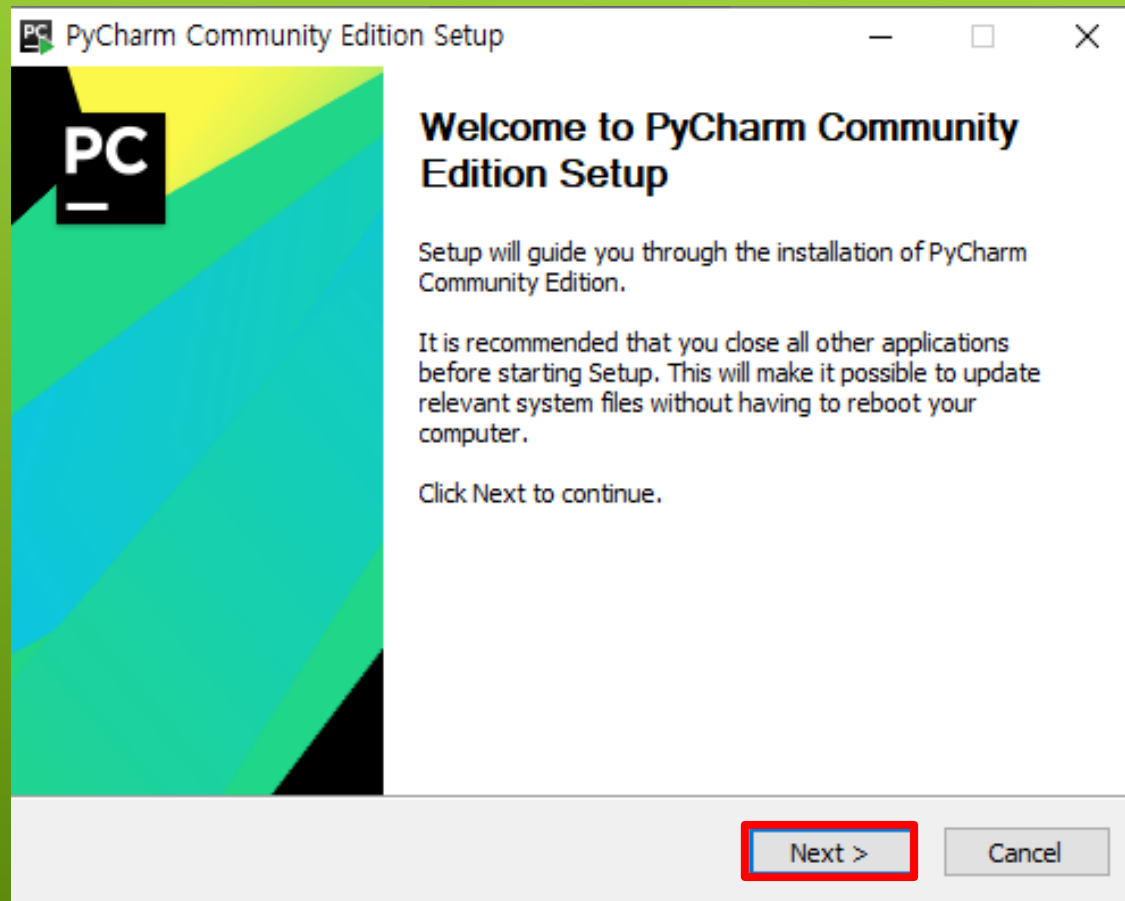 PC PyCharm Community Edition Setup
PC
Welcome to PyCharm Community
Edition Setup
Setup will guide you through the installation of PyCharm
Community Edition.
It is recommended that you close all other applications
before starting Setup. This will make it possible to update
relevant system files without having to reboot your
computer.
Click Next to continue.
Next >
Cancel